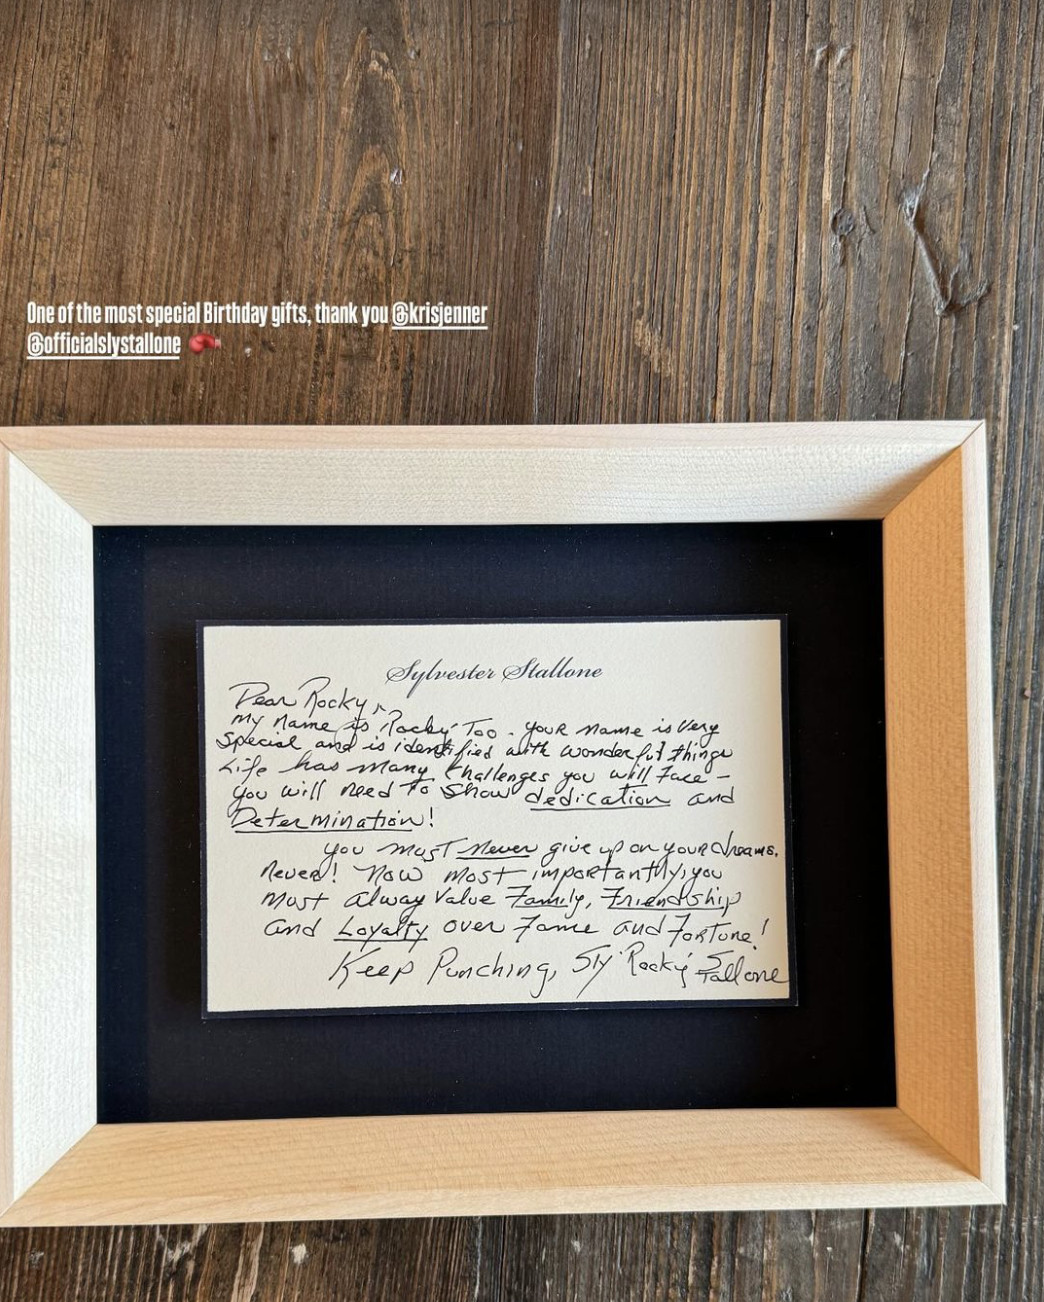 One of the most special Birthday gifts, thank you @krisjenner
@officialslystallone
Sylvester Stallone
Dear Rocky,
my name is Rocky Too. Your name is Very
Special and is identified with wonderful things
Life has many Challenges you will Face –
you will need to show dedication and
Determination!
you must Never give up on your dreams.
Never! Now most importantly, you
Must alway Value Family, Friendship
and Loyalty over Fame and Fortune!
Keep Punching, Sly 'Rocky' Stallone